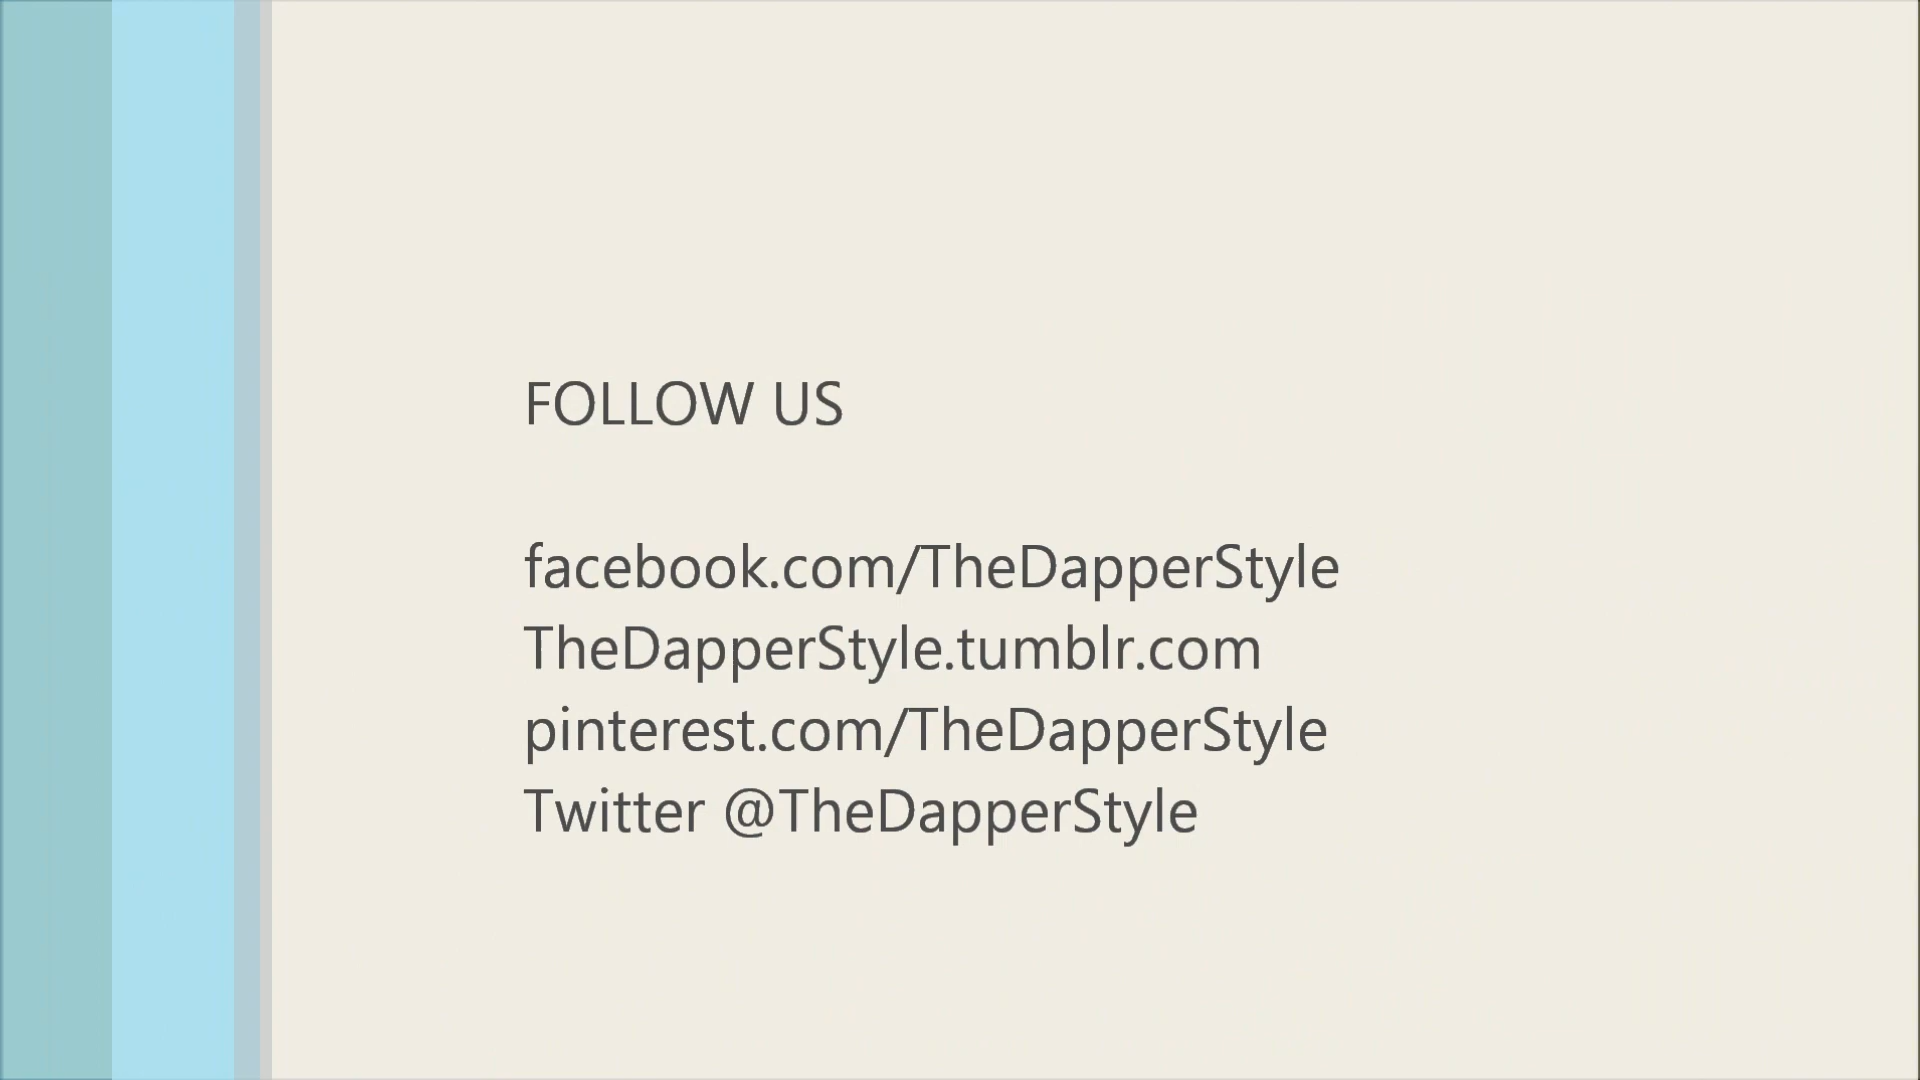 FOLLOW US
facebook.com/TheDapperStyle
TheDapperStyle.tumblr.com
pinterest.com/TheDapperStyle
Twitter @TheDapperStyle